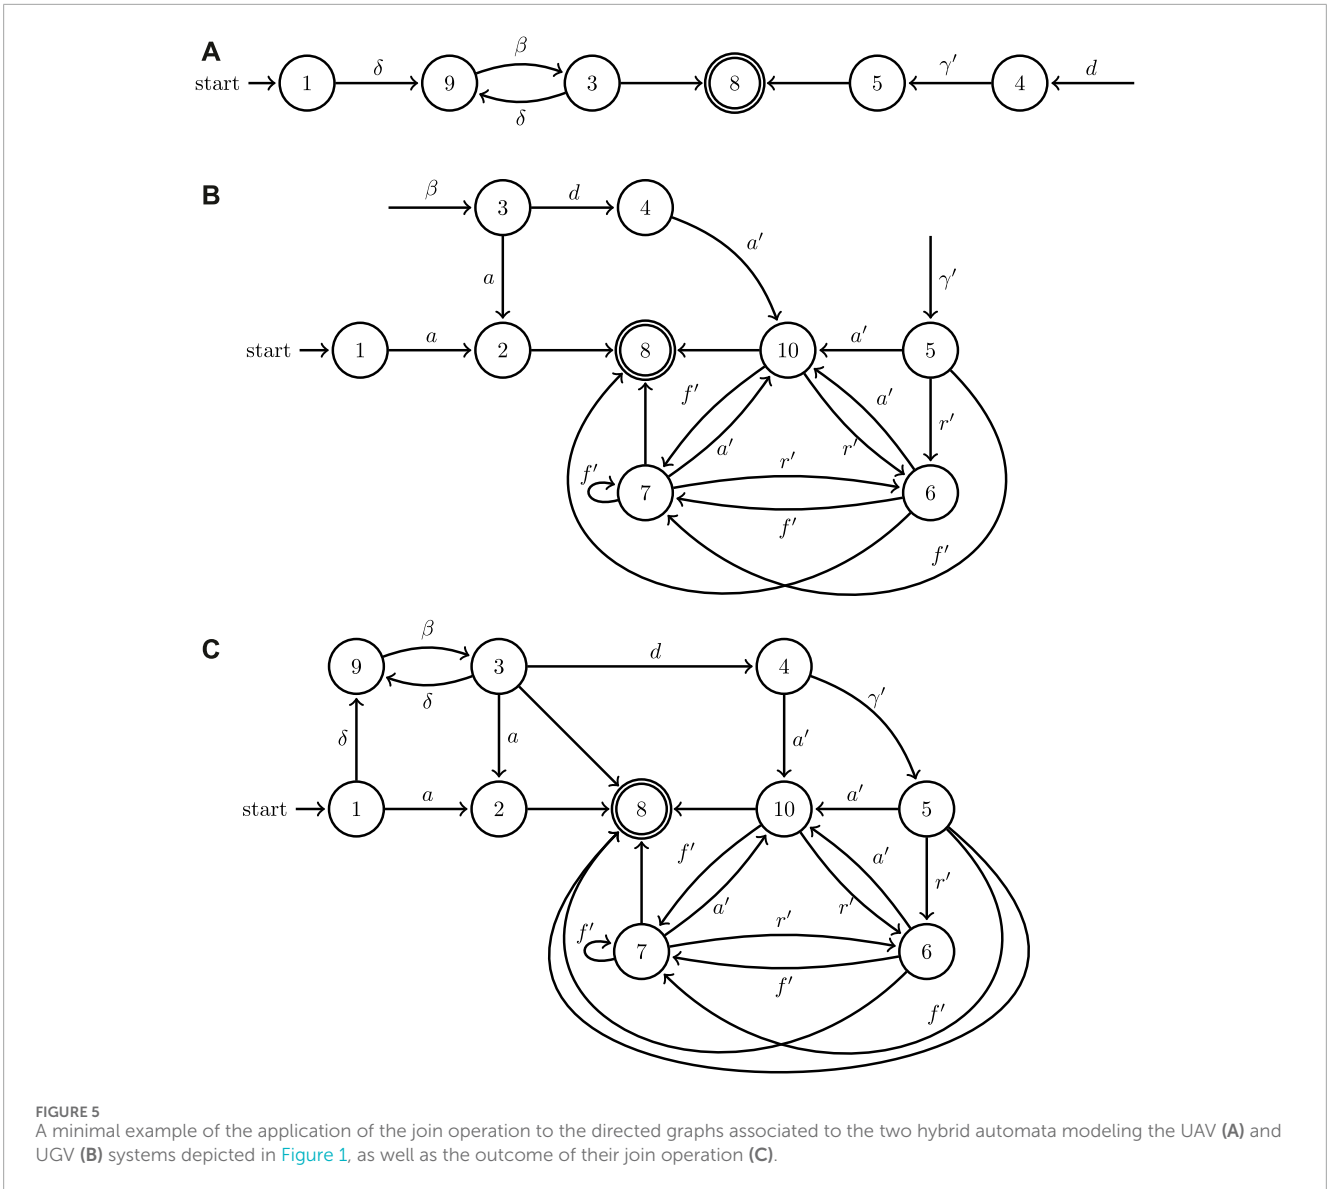 A
start 1 δ 9 β δ 3 8 5 γ′ 4 d
B
β 3 d 4
a a′ γ′
start 1 a 2 8 10 a′ 5
f′ a′ r′
a′ r′
f′ 7 r′ 6
f′
f′
C
9 β 3 d 4
δ γ′
δ a a′
start 1 a 2 8 10 a′ 5
f′ a′ r′
a′ r′
f′ 7 r′ 6
f′
f′
FIGURE 5
A minimal example of the application of the join operation to the directed graphs associated to the two hybrid automata modeling the UAV (A) and
UGV (B) systems depicted in Figure 1, as well as the outcome of their join operation (C).